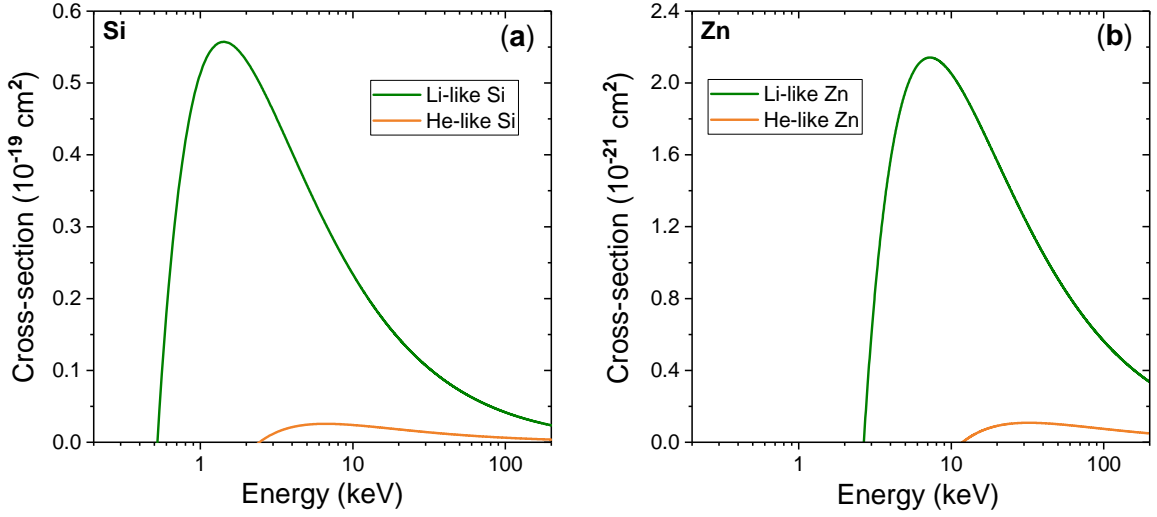 Si
(a)
Li-like Si
He-like Si
Cross-section (10⁻¹⁹ cm²)
0.6
0.5
0.4
0.3
0.2
0.1
0.0
1 10 100
Energy (keV)
Zn
(b)
Li-like Zn
He-like Zn
Cross-section (10⁻²¹ cm²)
2.4
2.0
1.6
1.2
0.8
0.4
0.0
1 10 100
Energy (keV)